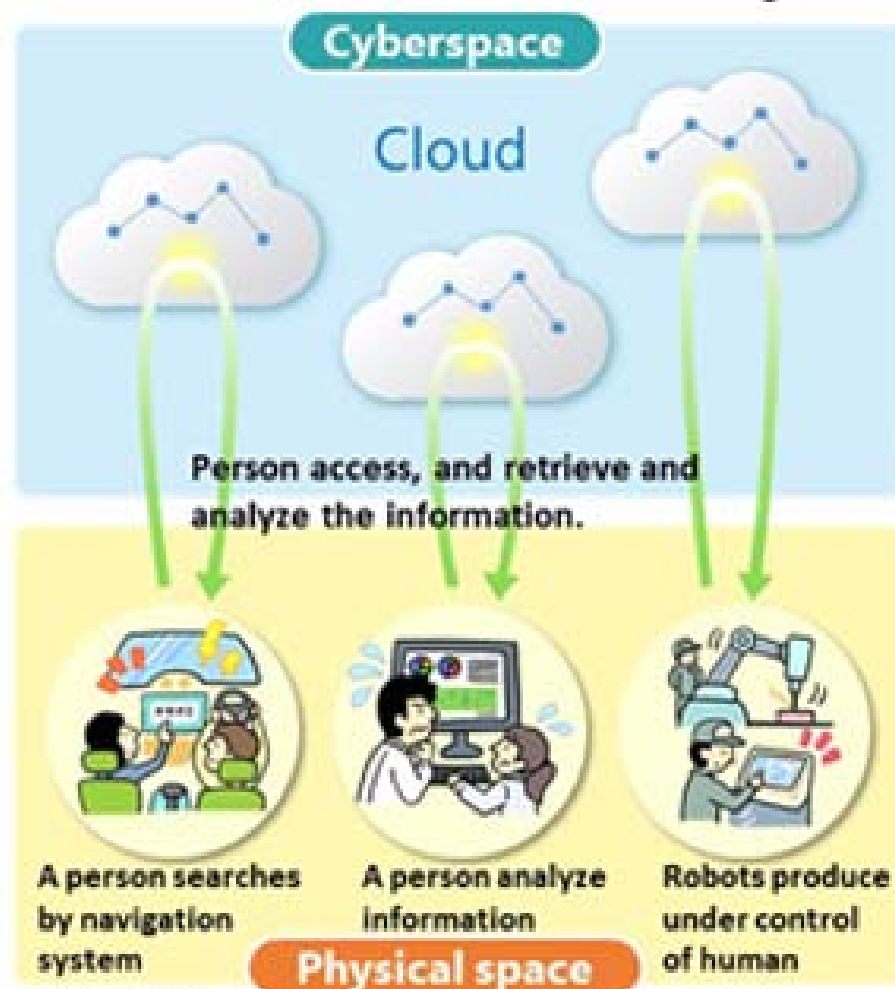 Cyberspace
Cloud
Person access, and retrieve and
analyze the information.
A person searches
by navigation
system
A person analyze
information
Robots produce
under control
of human
Physical space